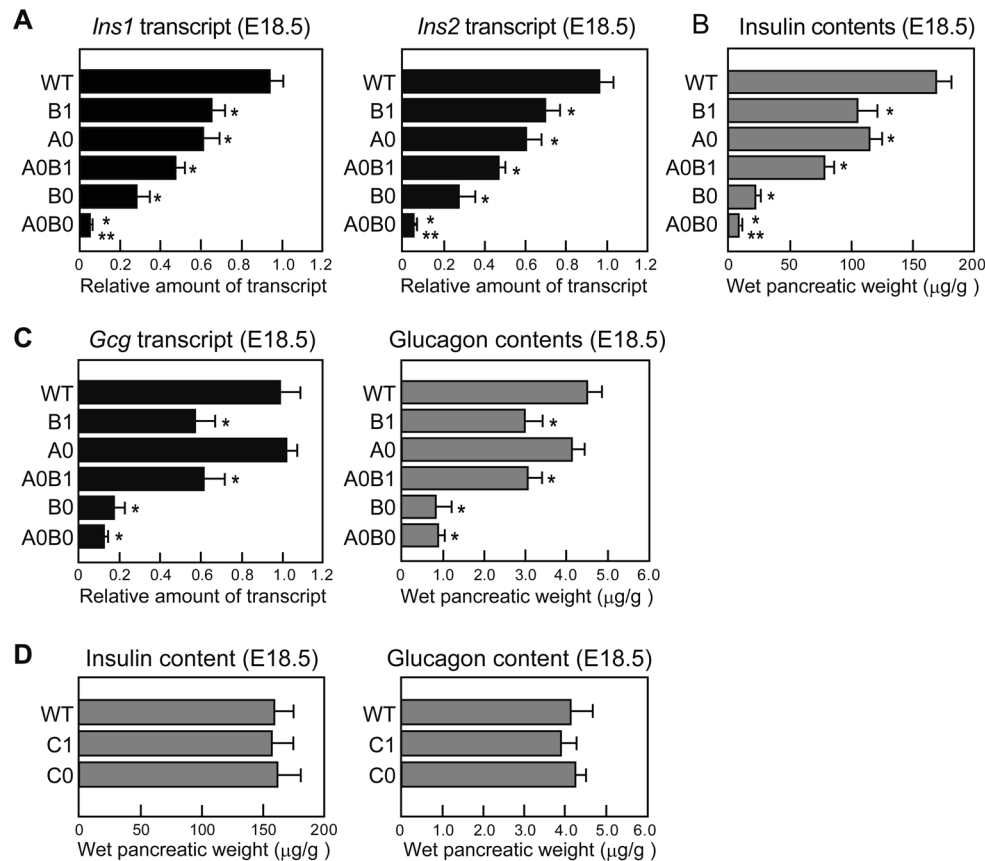 A
Ins1 transcript (E18.5)
WT
B1
*
A0
*
A0B1
*
B0
*
A0B0
*
**
0 0.2 0.4 0.6 0.8 1.0 1.2
Relative amount of transcript
Ins2 transcript (E18.5)
WT
B1
*
A0
*
A0B1
*
B0
*
A0B0
*
**
0 0.2 0.4 0.6 0.8 1.0 1.2
Relative amount of transcript
B
Insulin contents (E18.5)
WT
B1
*
A0
*
A0B1
*
B0
*
A0B0
*
**
0 50 100 150 200
Wet pancreatic weight (μg/g )
C
Gcg transcript (E18.5)
WT
B1
*
A0
A0B1
*
B0
*
A0B0
*
0 0.2 0.4 0.6 0.8 1.0 1.2
Relative amount of transcript
Glucagon contents (E18.5)
WT
B1
*
A0
A0B1
*
B0
*
A0B0
*
0 1.0 2.0 3.0 4.0 5.0 6.0
Wet pancreatic weight (μg/g )
D
Insulin content (E18.5)
WT
C1
C0
0 50 100 150 200
Wet pancreatic weight (μg/g )
Glucagon content (E18.5)
WT
C1
C0
0 1.0 2.0 3.0 4.0 5.0 6.0
Wet pancreatic weight (μg/g )